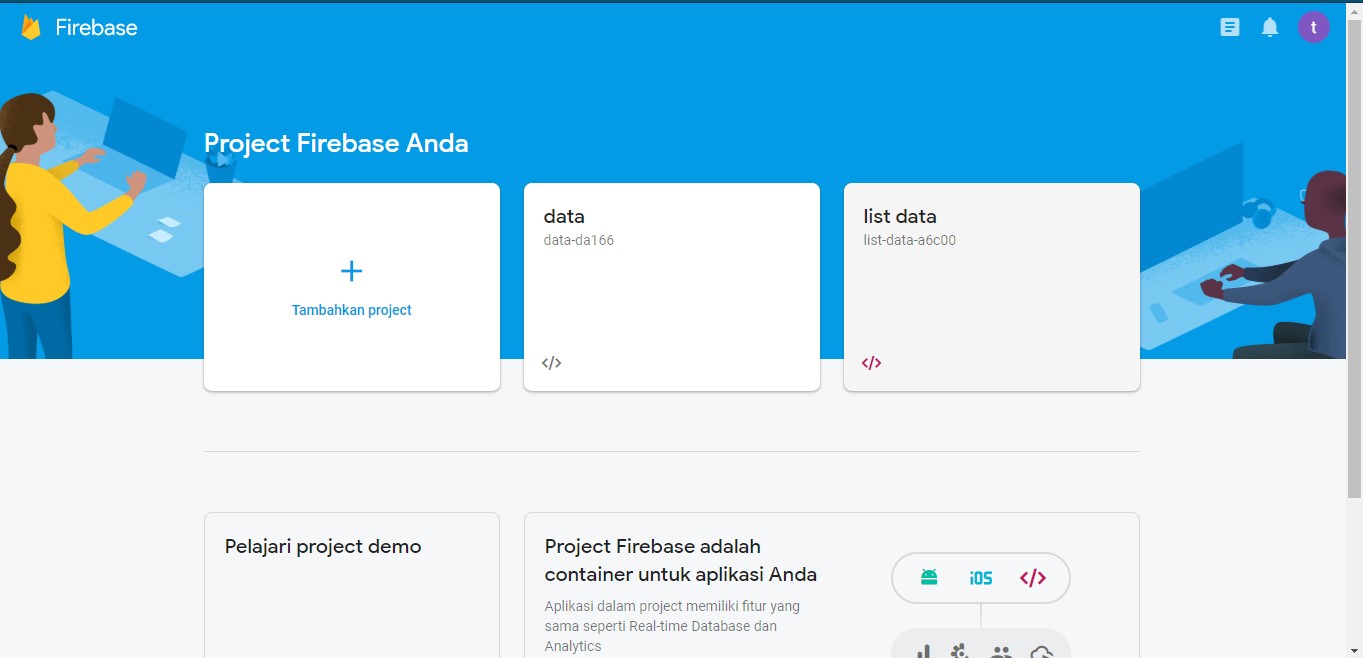 Firebase
t
Project Firebase Anda
Tambahkan project
data
data-da166
list data
list-data-a6c00
Pelajari project demo
Project Firebase adalah
container untuk aplikasi Anda
Aplikasi dalam project memiliki fitur yang
sama seperti Real-time Database dan
Analytics
iOS